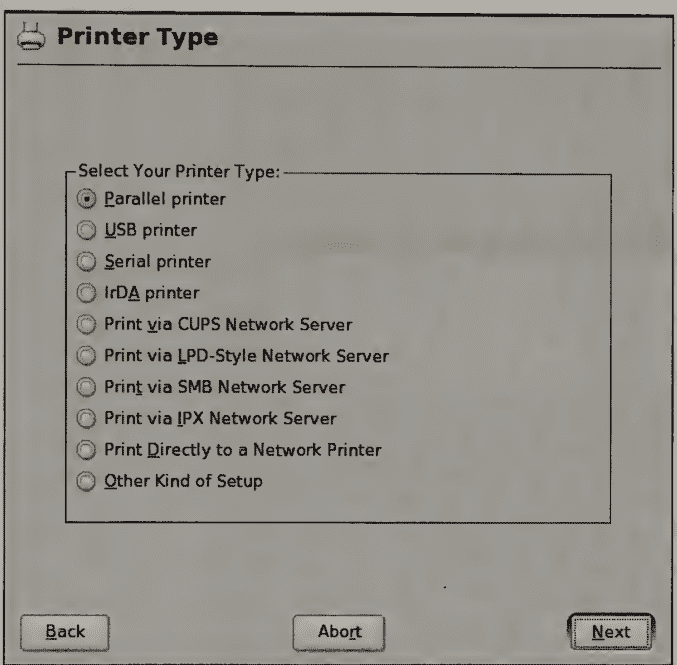 Printer Type
Select Your Printer Type:
Parallel printer
USB printer
Serial printer
IrDA printer
Print via CUPS Network Server
Print via LPD-Style Network Server
Print via SMB Network Server
Print via IPX Network Server
Print Directly to a Network Printer
Other Kind of Setup
Back
Abort
Next